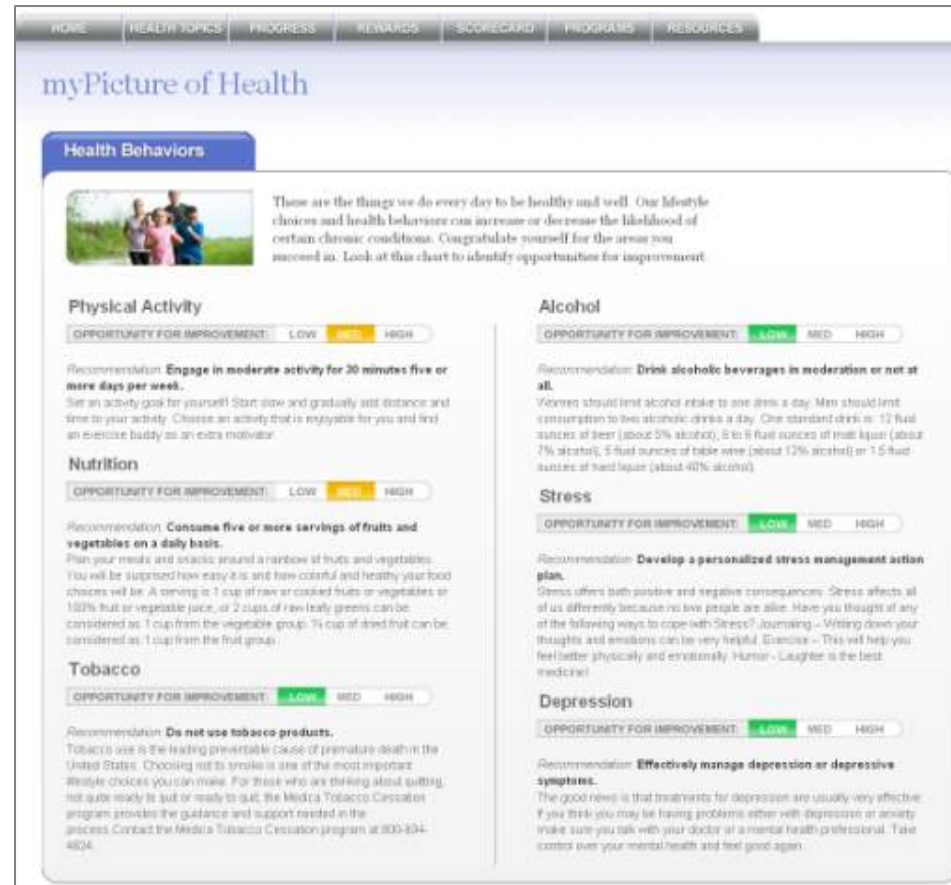 HOME HEALTH TOPICS PROGRESS REWARDS SCORECARD PROGRAMS RESOURCES
myPicture of Health
Health Behaviors
These are the things we do every day to be healthy and well. Our lifestyle
choices and health behaviors can increase or decrease the likelihood of
certain chronic conditions. Congratulate yourself for the areas you
succeed in. Look at this chart to identify opportunities for improvement.
Physical Activity
OPPORTUNITY FOR IMPROVEMENT: LOW MED HIGH
Recommendation: Engage in moderate activity for 30 minutes five or
more days per week.
Set an activity goal for yourself! Start slow and gradually add distance and
time to your activity. Choose an activity that is enjoyable for you and find
an exercise buddy as an extra motivator.
Nutrition
OPPORTUNITY FOR IMPROVEMENT: LOW MED HIGH
Recommendation: Consume five or more servings of fruits and
vegetables on a daily basis.
Plan your meals and snacks around a rainbow of fruits and vegetables.
You will be surprised how easy it is and how colorful and healthy your food
choices will be. A serving is 1 cup of raw or cooked fruits or vegetables or
100% fruit or vegetable juice, or 2 cups of raw leafy greens can be
considered as 1 cup from the vegetable group. ½ cup of dried fruit can be
considered as 1 cup from the fruit group.
Tobacco
OPPORTUNITY FOR IMPROVEMENT: LOW MED HIGH
Recommendation: Do not use tobacco products.
Tobacco use is the leading preventable cause of premature death in the
United States. Choosing not to smoke is one of the most important
lifestyle choices you can make. For those who are thinking about quitting,
not quite ready to quit or ready to quit, the Medica Tobacco Cessation
program provides the guidance and support needed in the
process.Contact the Medica Tobacco Cessation program at 800-934-
4824.
Alcohol
OPPORTUNITY FOR IMPROVEMENT: LOW MED HIGH
Recommendation: Drink alcoholic beverages in moderation or not at
all.
Women should limit alcohol intake to one drink a day. Men should limit
consumption to two alcoholic drinks a day. One standard drink is: 12 fluid
ounces of beer (about 5% alcohol), 8 to 9 fluid ounces of malt liquor (about
7% alcohol), 5 fluid ounces of table wine (about 12% alcohol) or 1.5 fluid
ounces of hard liquor (about 40% alcohol).
Stress
OPPORTUNITY FOR IMPROVEMENT: LOW MED HIGH
Recommendation: Develop a personalized stress management action
plan.
Stress offers both positive and negative consequences. Stress affects all
of us differently because no two people are alike. Have you thought of any
of the following ways to cope with Stress? Journaling – Writing down your
thoughts and emotions can be very helpful. Exercise – This will help you
feel better physically and emotionally. Humor - Laughter is the best
medicine!
Depression
OPPORTUNITY FOR IMPROVEMENT: LOW MED HIGH
Recommendation: Effectively manage depression or depressive
symptoms.
The good news is that treatments for depression are usually very effective.
If you think you may be having problems either with depression or anxiety
make sure you talk with your doctor or a mental health professional. Take
control over your mental health and feel good again.